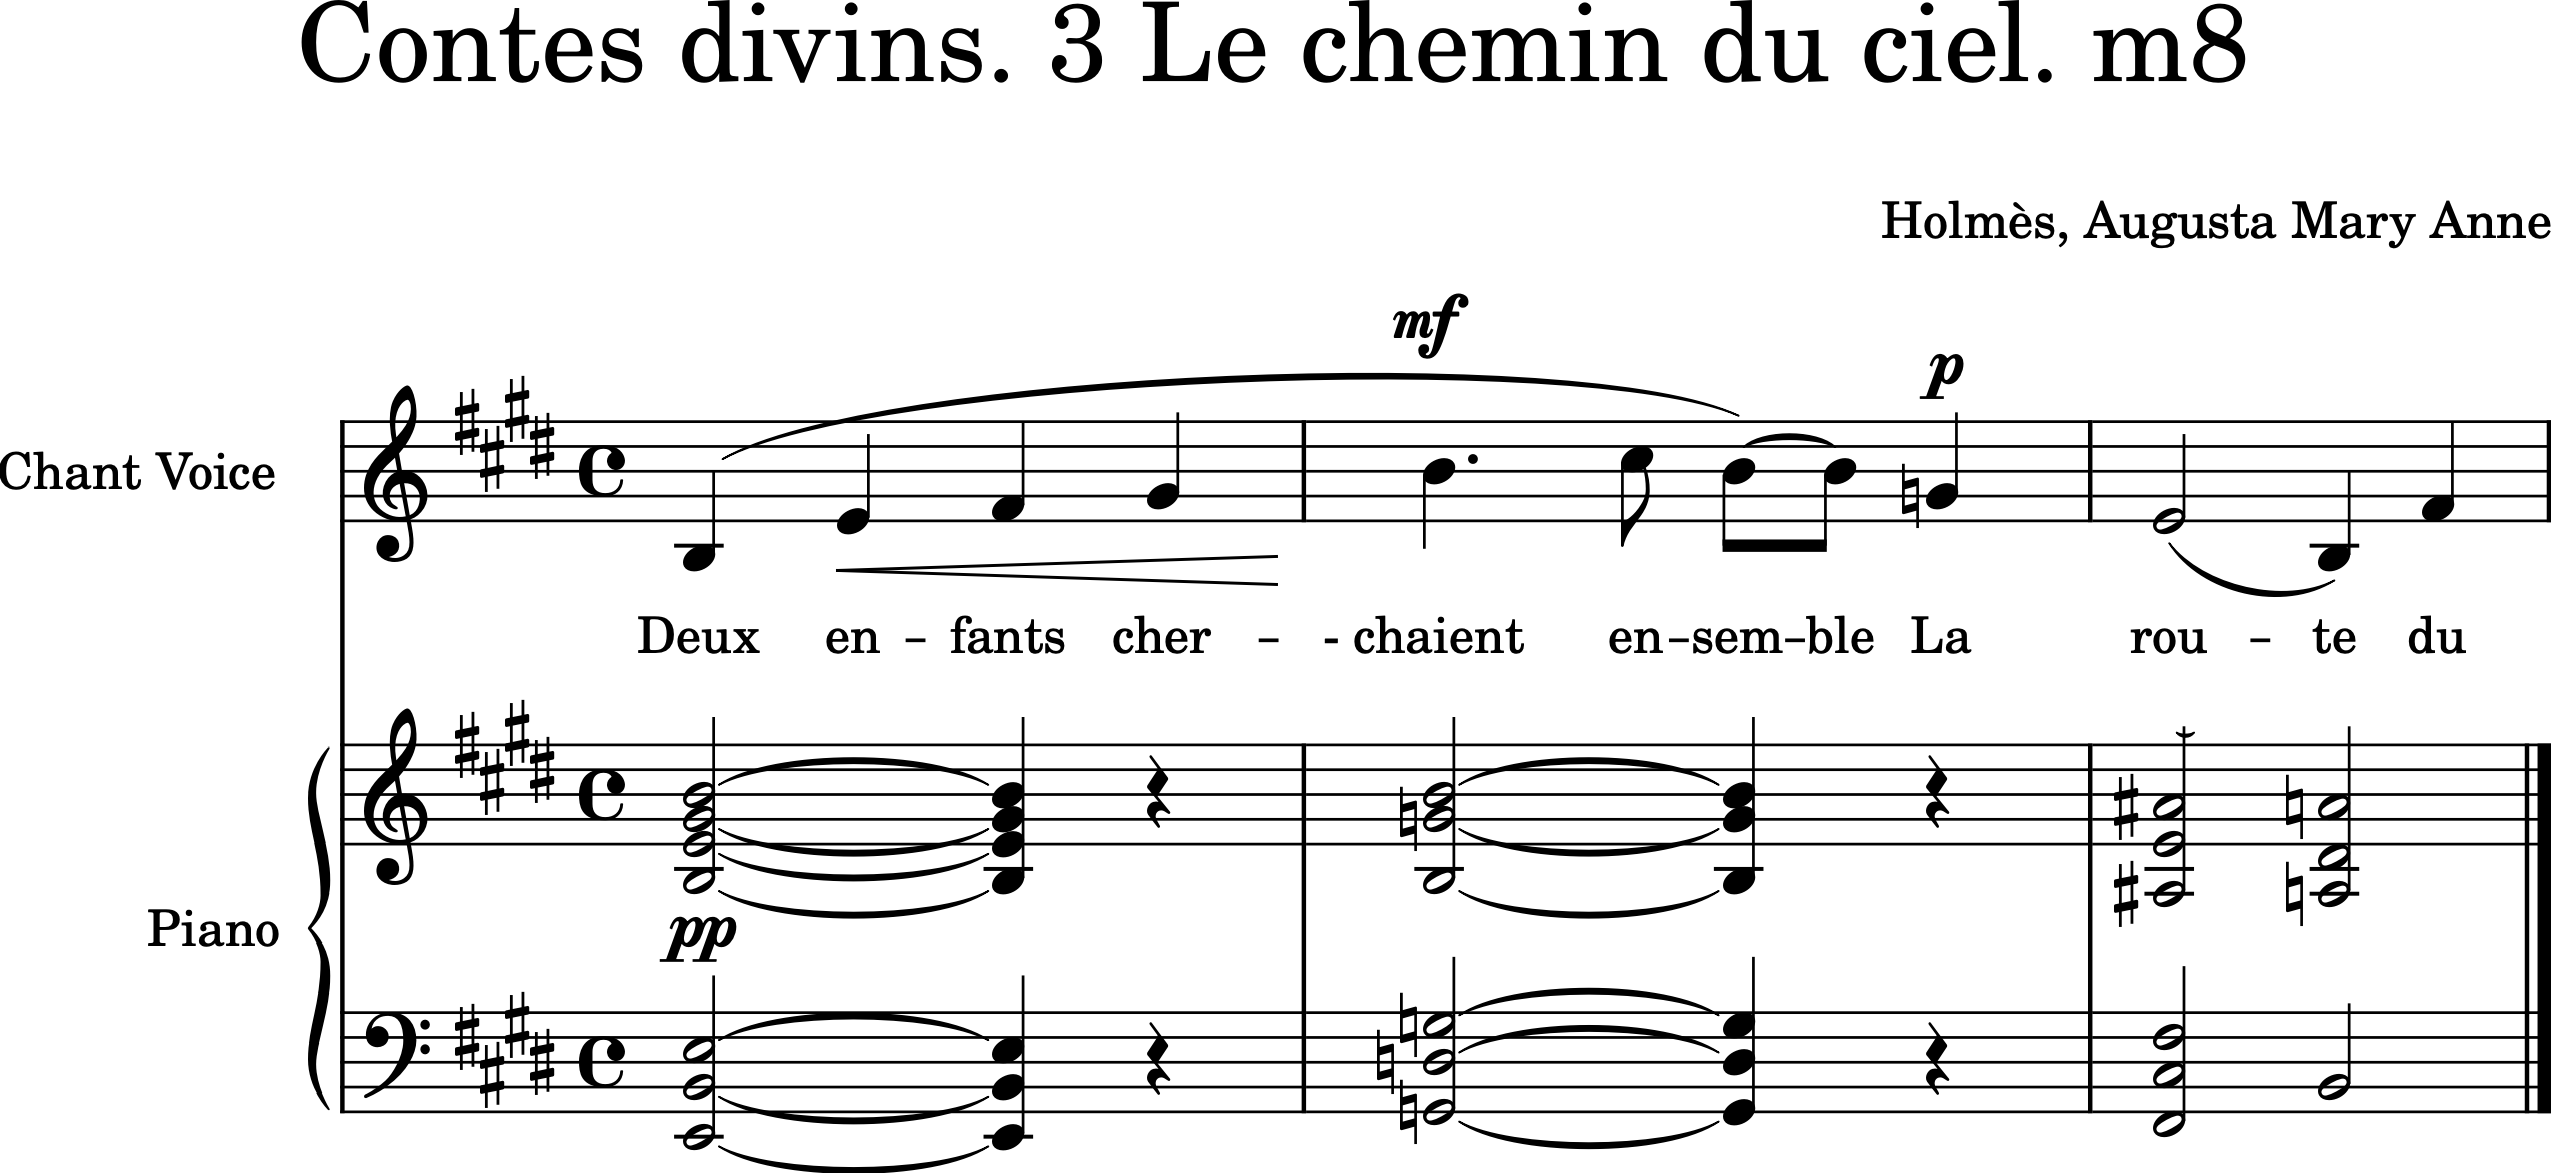 Contes divins. 3 Le chemin du ciel. m8
Holmès, Augusta Mary Anne
mf
p
Chant Voice
Deux en - fants cher - - chaient en-sem-ble La rou - te du
Piano
pp